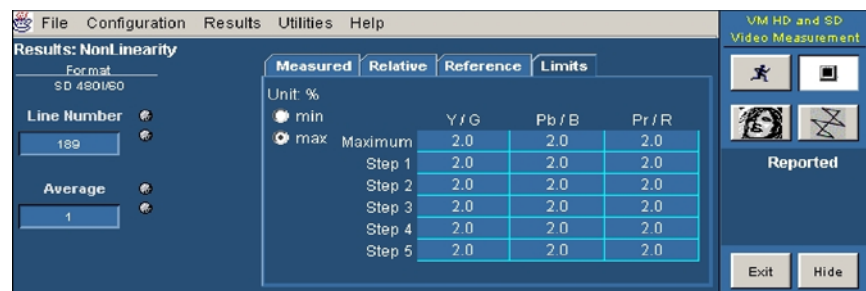 File Configuration Results Utilities Help
Results: NonLinearity
Format
SD 480I/60
Line Number
189
Average
1
Measured Relative Reference Limits
Unit: %
min
max
Y / G Pb / B Pr / R
Maximum 2.0 2.0 2.0
Step 1 2.0 2.0 2.0
Step 2 2.0 2.0 2.0
Step 3 2.0 2.0 2.0
Step 4 2.0 2.0 2.0
Step 5 2.0 2.0 2.0
VM HD and SD
Video Measurement
Reported
Exit Hide